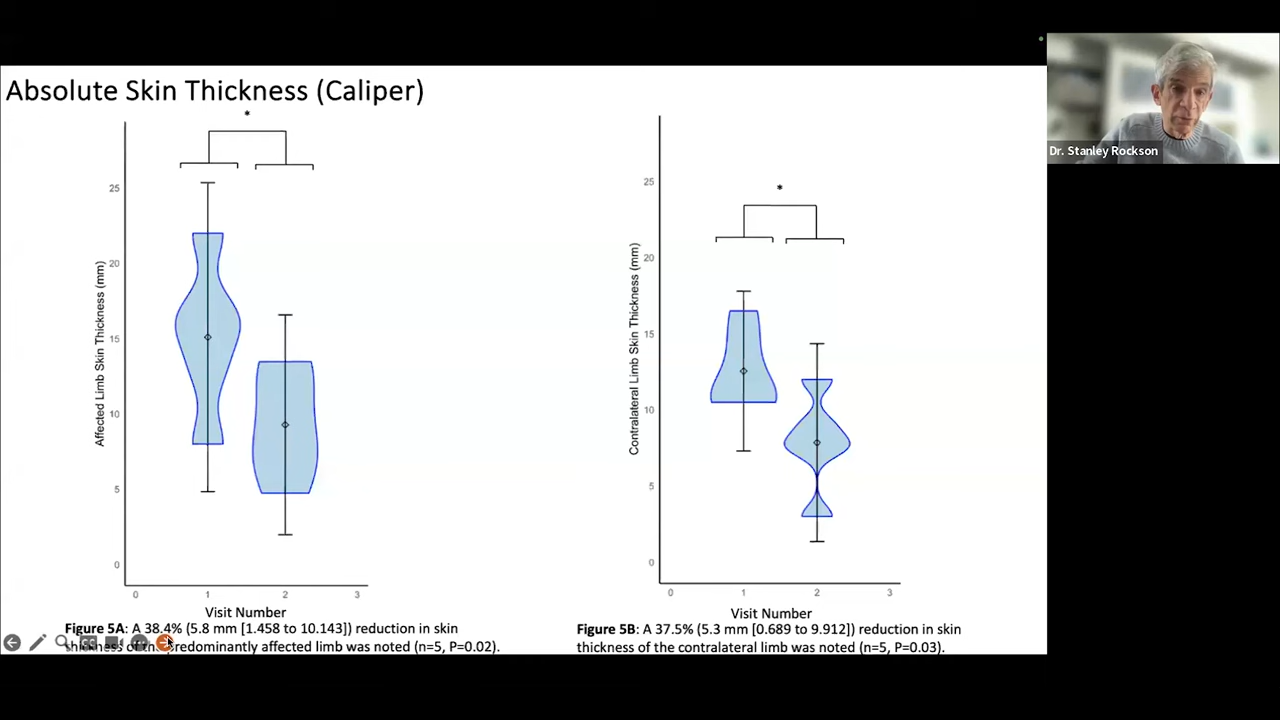 Absolute Skin Thickness (Caliper)
*
25
20
15
10
5
0
Affected Limb Skin Thickness (mm)
0 1 2 3
Visit Number
Figure 5A: A 38.4% (5.8 mm [1.458 to 10.143]) reduction in skin
thickness of the predominantly affected limb was noted (n=5, P=0.02).
*
25
20
15
10
5
0
Contralateral Limb Skin Thickness (mm)
0 1 2 3
Visit Number
Figure 5B: A 37.5% (5.3 mm [0.689 to 9.912]) reduction in skin
thickness of the contralateral limb was noted (n=5, P=0.03).
Dr. Stanley Rockson